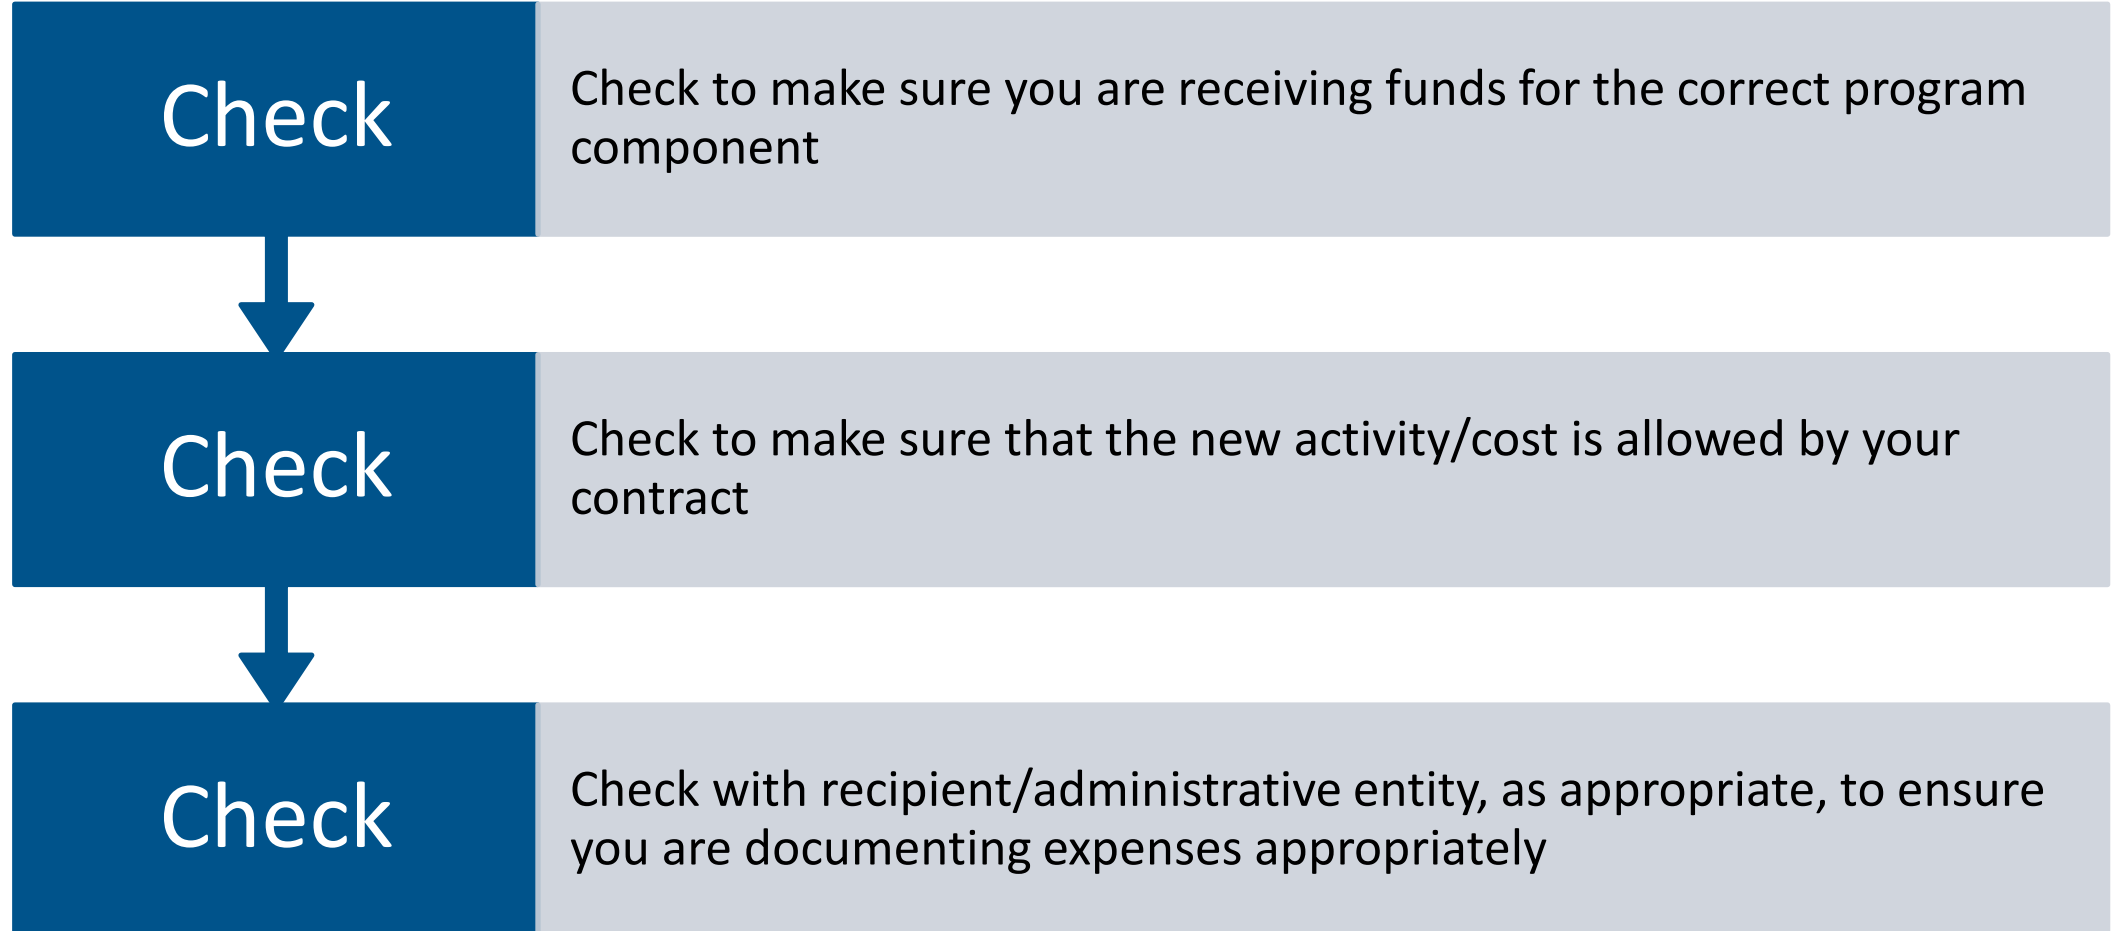 Check
Check to make sure you are receiving funds for the correct program
component
Check
Check to make sure that the new activity/cost is allowed by your
contract
Check
Check with recipient/administrative entity, as appropriate, to ensure
you are documenting expenses appropriately